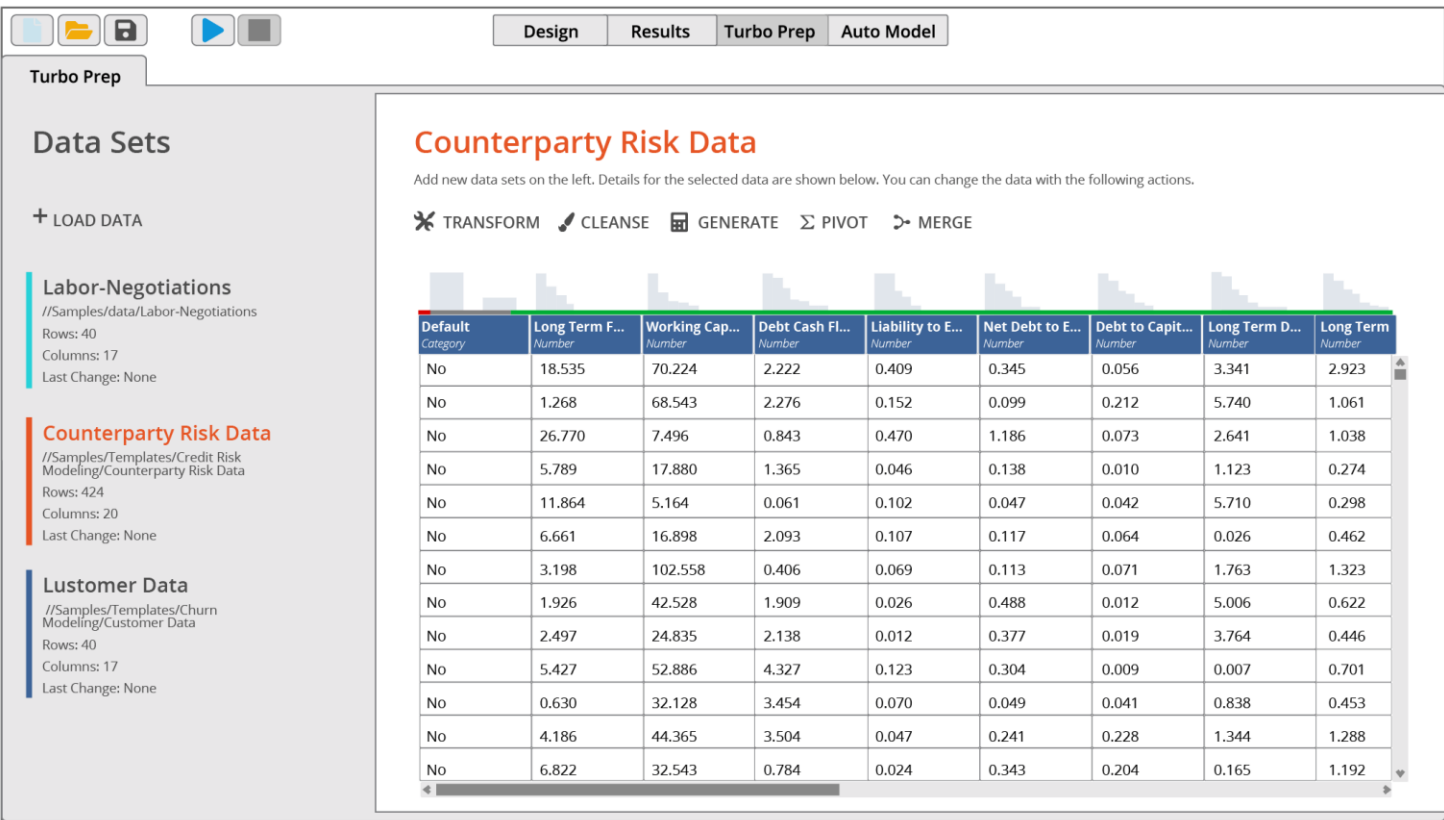 Design Results Turbo Prep Auto Model
Turbo Prep
Data Sets
+ LOAD DATA
Labor-Negotiations
//Samples/data/Labor-Negotiations
Rows: 40
Columns: 17
Last Change: None
Counterparty Risk Data
//Samples/Templates/Credit Risk
Modeling/Counterparty Risk Data
Rows: 424
Columns: 20
Last Change: None
Lustomer Data
//Samples/Templates/Churn
Modeling/Customer Data
Rows: 40
Columns: 17
Last Change: None
Counterparty Risk Data
Add new data sets on the left. Details for the selected data are shown below. You can change the data with the following actions.
TRANSFORM CLEANSE GENERATE Σ PIVOT MERGE
Default Long Term F... Working Cap... Debt Cash Fl... Liability to E... Net Debt to E... Debt to Capit... Long Term D... Long Term
Category Number Number Number Number Number Number Number Number
No 18.535 70.224 2.222 0.409 0.345 0.056 3.341 2.923
No 1.268 68.543 2.276 0.152 0.099 0.212 5.740 1.061
No 26.770 7.496 0.843 0.470 1.186 0.073 2.641 1.038
No 5.789 17.880 1.365 0.046 0.138 0.010 1.123 0.274
No 11.864 5.164 0.061 0.102 0.047 0.042 5.710 0.298
No 6.661 16.898 2.093 0.107 0.117 0.064 0.026 0.462
No 3.198 102.558 0.406 0.069 0.113 0.071 1.763 1.323
No 1.926 42.528 1.909 0.026 0.488 0.012 5.006 0.622
No 2.497 24.835 2.138 0.012 0.377 0.019 3.764 0.446
No 5.427 52.886 4.327 0.123 0.304 0.009 0.007 0.701
No 0.630 32.128 3.454 0.070 0.049 0.041 0.838 0.453
No 4.186 44.365 3.504 0.047 0.241 0.228 1.344 1.288
No 6.822 32.543 0.784 0.024 0.343 0.204 0.165 1.192